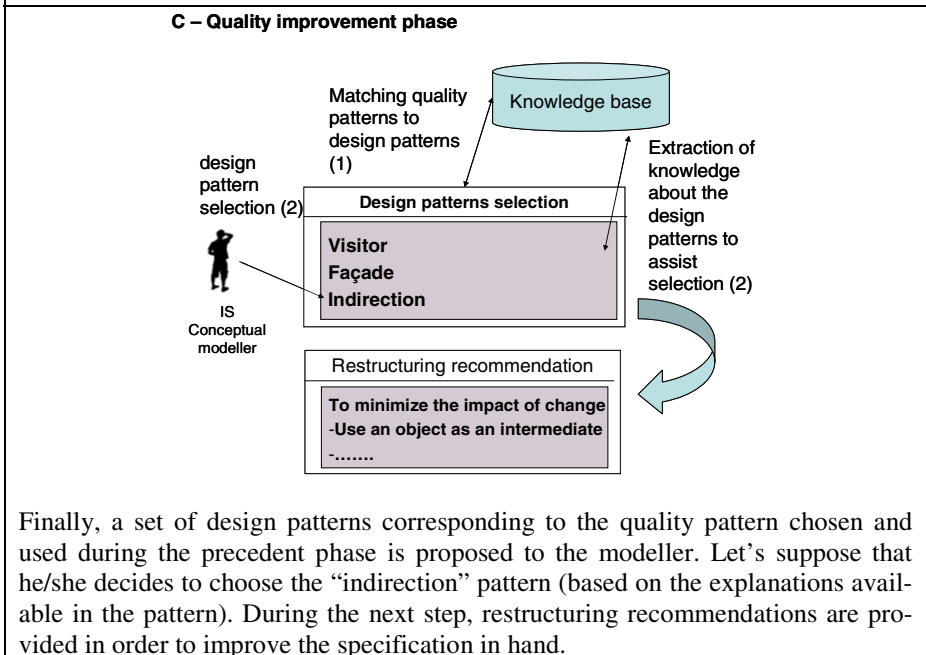 C – Quality improvement phase
Knowledge base
Matching quality
patterns to
design patterns
(1)
Extraction of
knowledge
about the
design
patterns to
assist
selection (2)
design
pattern
selection (2)
Design patterns selection
Visitor
Façade
Indirection
IS
Conceptual
modeller
Restructuring recommendation
To minimize the impact of change
-Use an object as an intermediate
-…….
Finally, a set of design patterns corresponding to the quality pattern chosen and
used during the precedent phase is proposed to the modeller. Let's suppose that
he/she decides to choose the “indirection” pattern (based on the explanations avail-
able in the pattern). During the next step, restructuring recommendations are pro-
vided in order to improve the specification in hand.